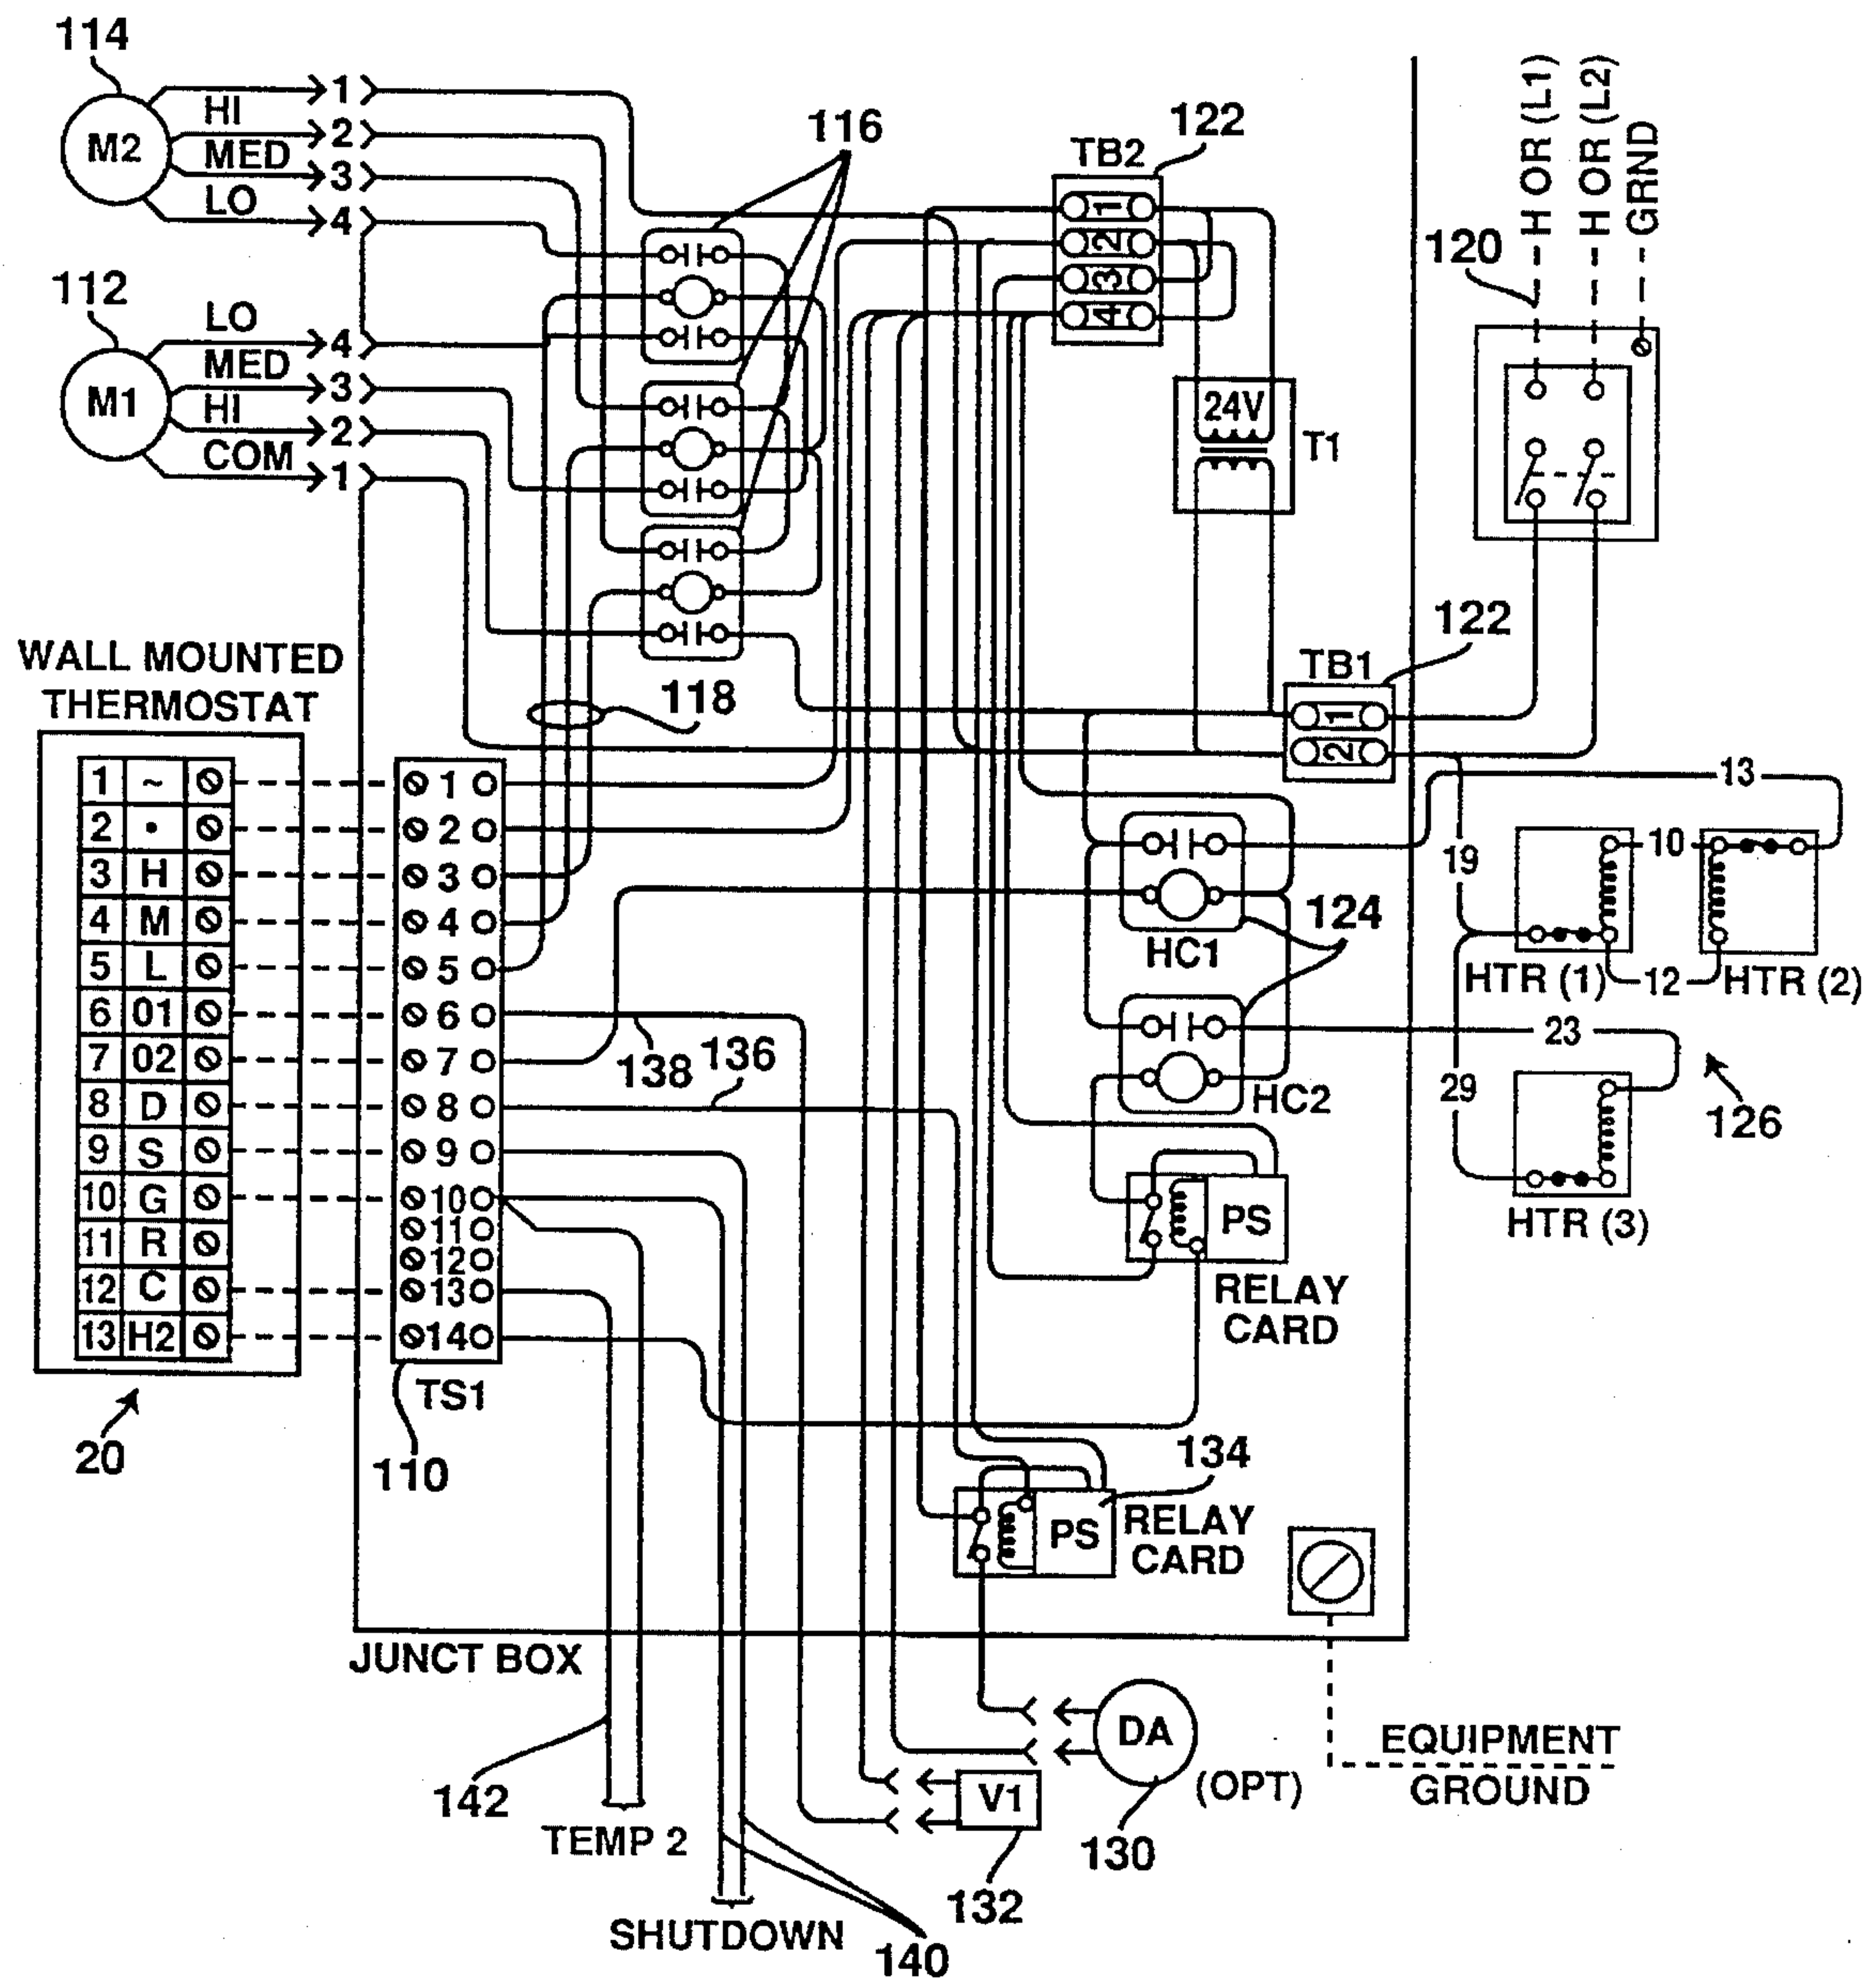 114
M2
HI
MED
LO
1
2
3
4
112
M1
LO
MED
HI
COM
4
3
2
1
116
TB2
122
1
2
3
4
24V
T1
120
H OR (L1)
H OR (L2)
GRND
TB1
122
1
2
118
WALL MOUNTED
THERMOSTAT
1 ~
2 •
3 H
4 M
5 L
6 01
7 02
8 D
9 S
10 G
11 R
12 C
13 H2
20
1
2
3
4
5
6
7
8
9
10
11
12
13
14
TS1
110
138
136
HC1
124
HC2
13
10
19
12
HTR (1)
HTR (2)
23
29
HTR (3)
126
PS
RELAY
CARD
134
PS
RELAY
CARD
JUNCT BOX
142
TEMP 2
SHUTDOWN
140
V1
132
DA
(OPT)
130
EQUIPMENT
GROUND